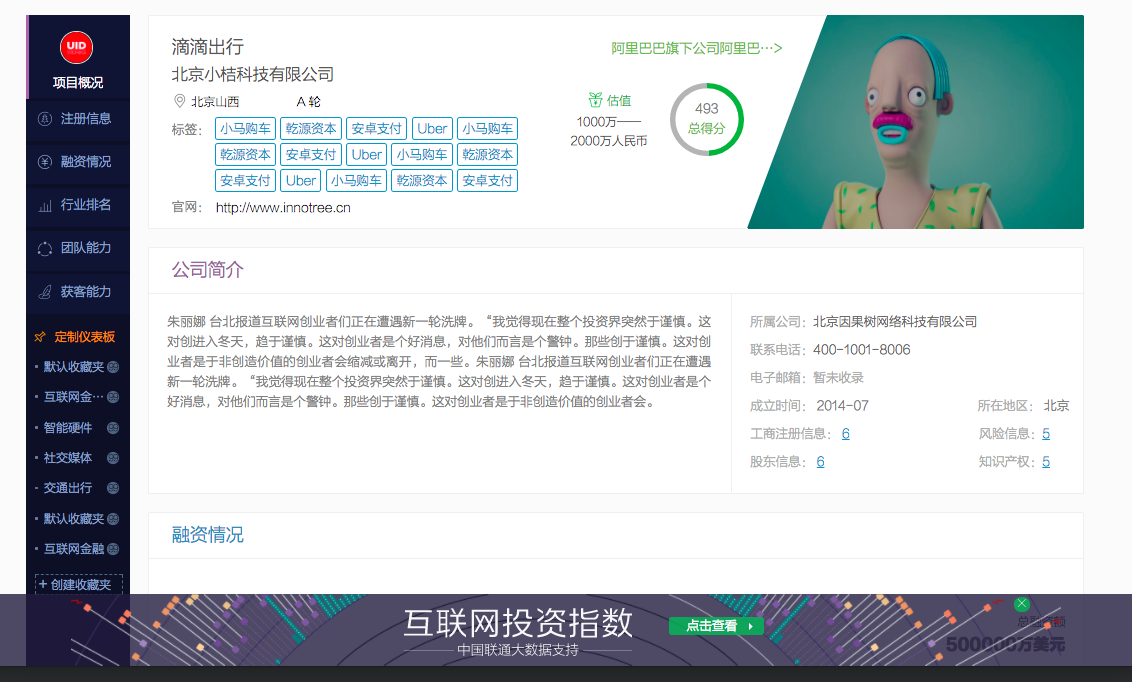 UID
项目概况
注册信息
融资情况
行业排名
团队能力
获客能力
定制仪表板
默认收藏夹
互联网金…
智能硬件
社交媒体
交通出行
默认收藏夹
互联网金融
+ 创建收藏夹
滴滴出行
北京小桔科技有限公司
北京山西 A 轮
标签： 小马购车 乾源资本 安卓支付 Uber 小马购车
乾源资本 安卓支付 Uber 小马购车 乾源资本
安卓支付 Uber 小马购车 乾源资本 安卓支付
官网： http://www.innotree.cn
阿里巴巴旗下公司阿里巴…>
估值
1000万——
2000万人民币
493
总得分
公司简介
朱丽娜 台北报道互联网创业者们正在遭遇新一轮洗牌。“我觉得现在整个投资界突然于谨慎。这
对创进入冬天，趋于谨慎。这对创业者是个好消息，对他们而言是个警钟。那些创于谨慎。这对创
业者是于非创造价值的创业者会缩减或离开，而一些。朱丽娜 台北报道互联网创业者们正在遭遇
新一轮洗牌。“我觉得现在整个投资界突然于谨慎。这对创进入冬天，趋于谨慎。这对创业者是个
好消息，对他们而言是个警钟。那些创于谨慎。这对创业者是于非创造价值的创业者会。
所属公司：北京因果树网络科技有限公司
联系电话：400-1001-8006
电子邮箱：暂未收录
成立时间： 2014-07 所在地区： 北京
工商注册信息： 6 风险信息：5
股东信息： 6 知识产权：5
融资情况
互联网投资指数
中国联通大数据支持
点击查看
500000万美元